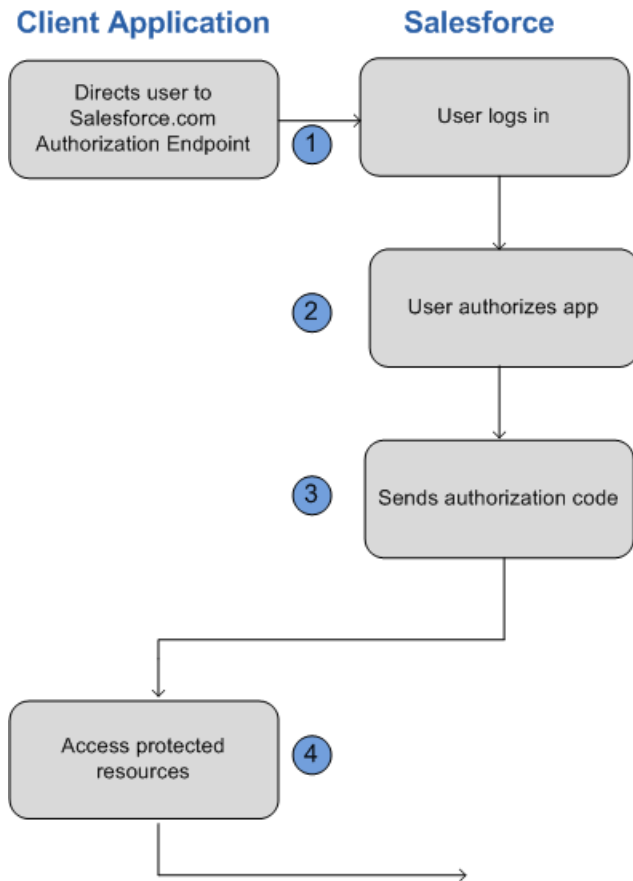 Client Application
Salesforce
Directs user to
Salesforce.com
Authorization Endpoint
1
User logs in
2
User authorizes app
3
Sends authorization code
Access protected
resources
4